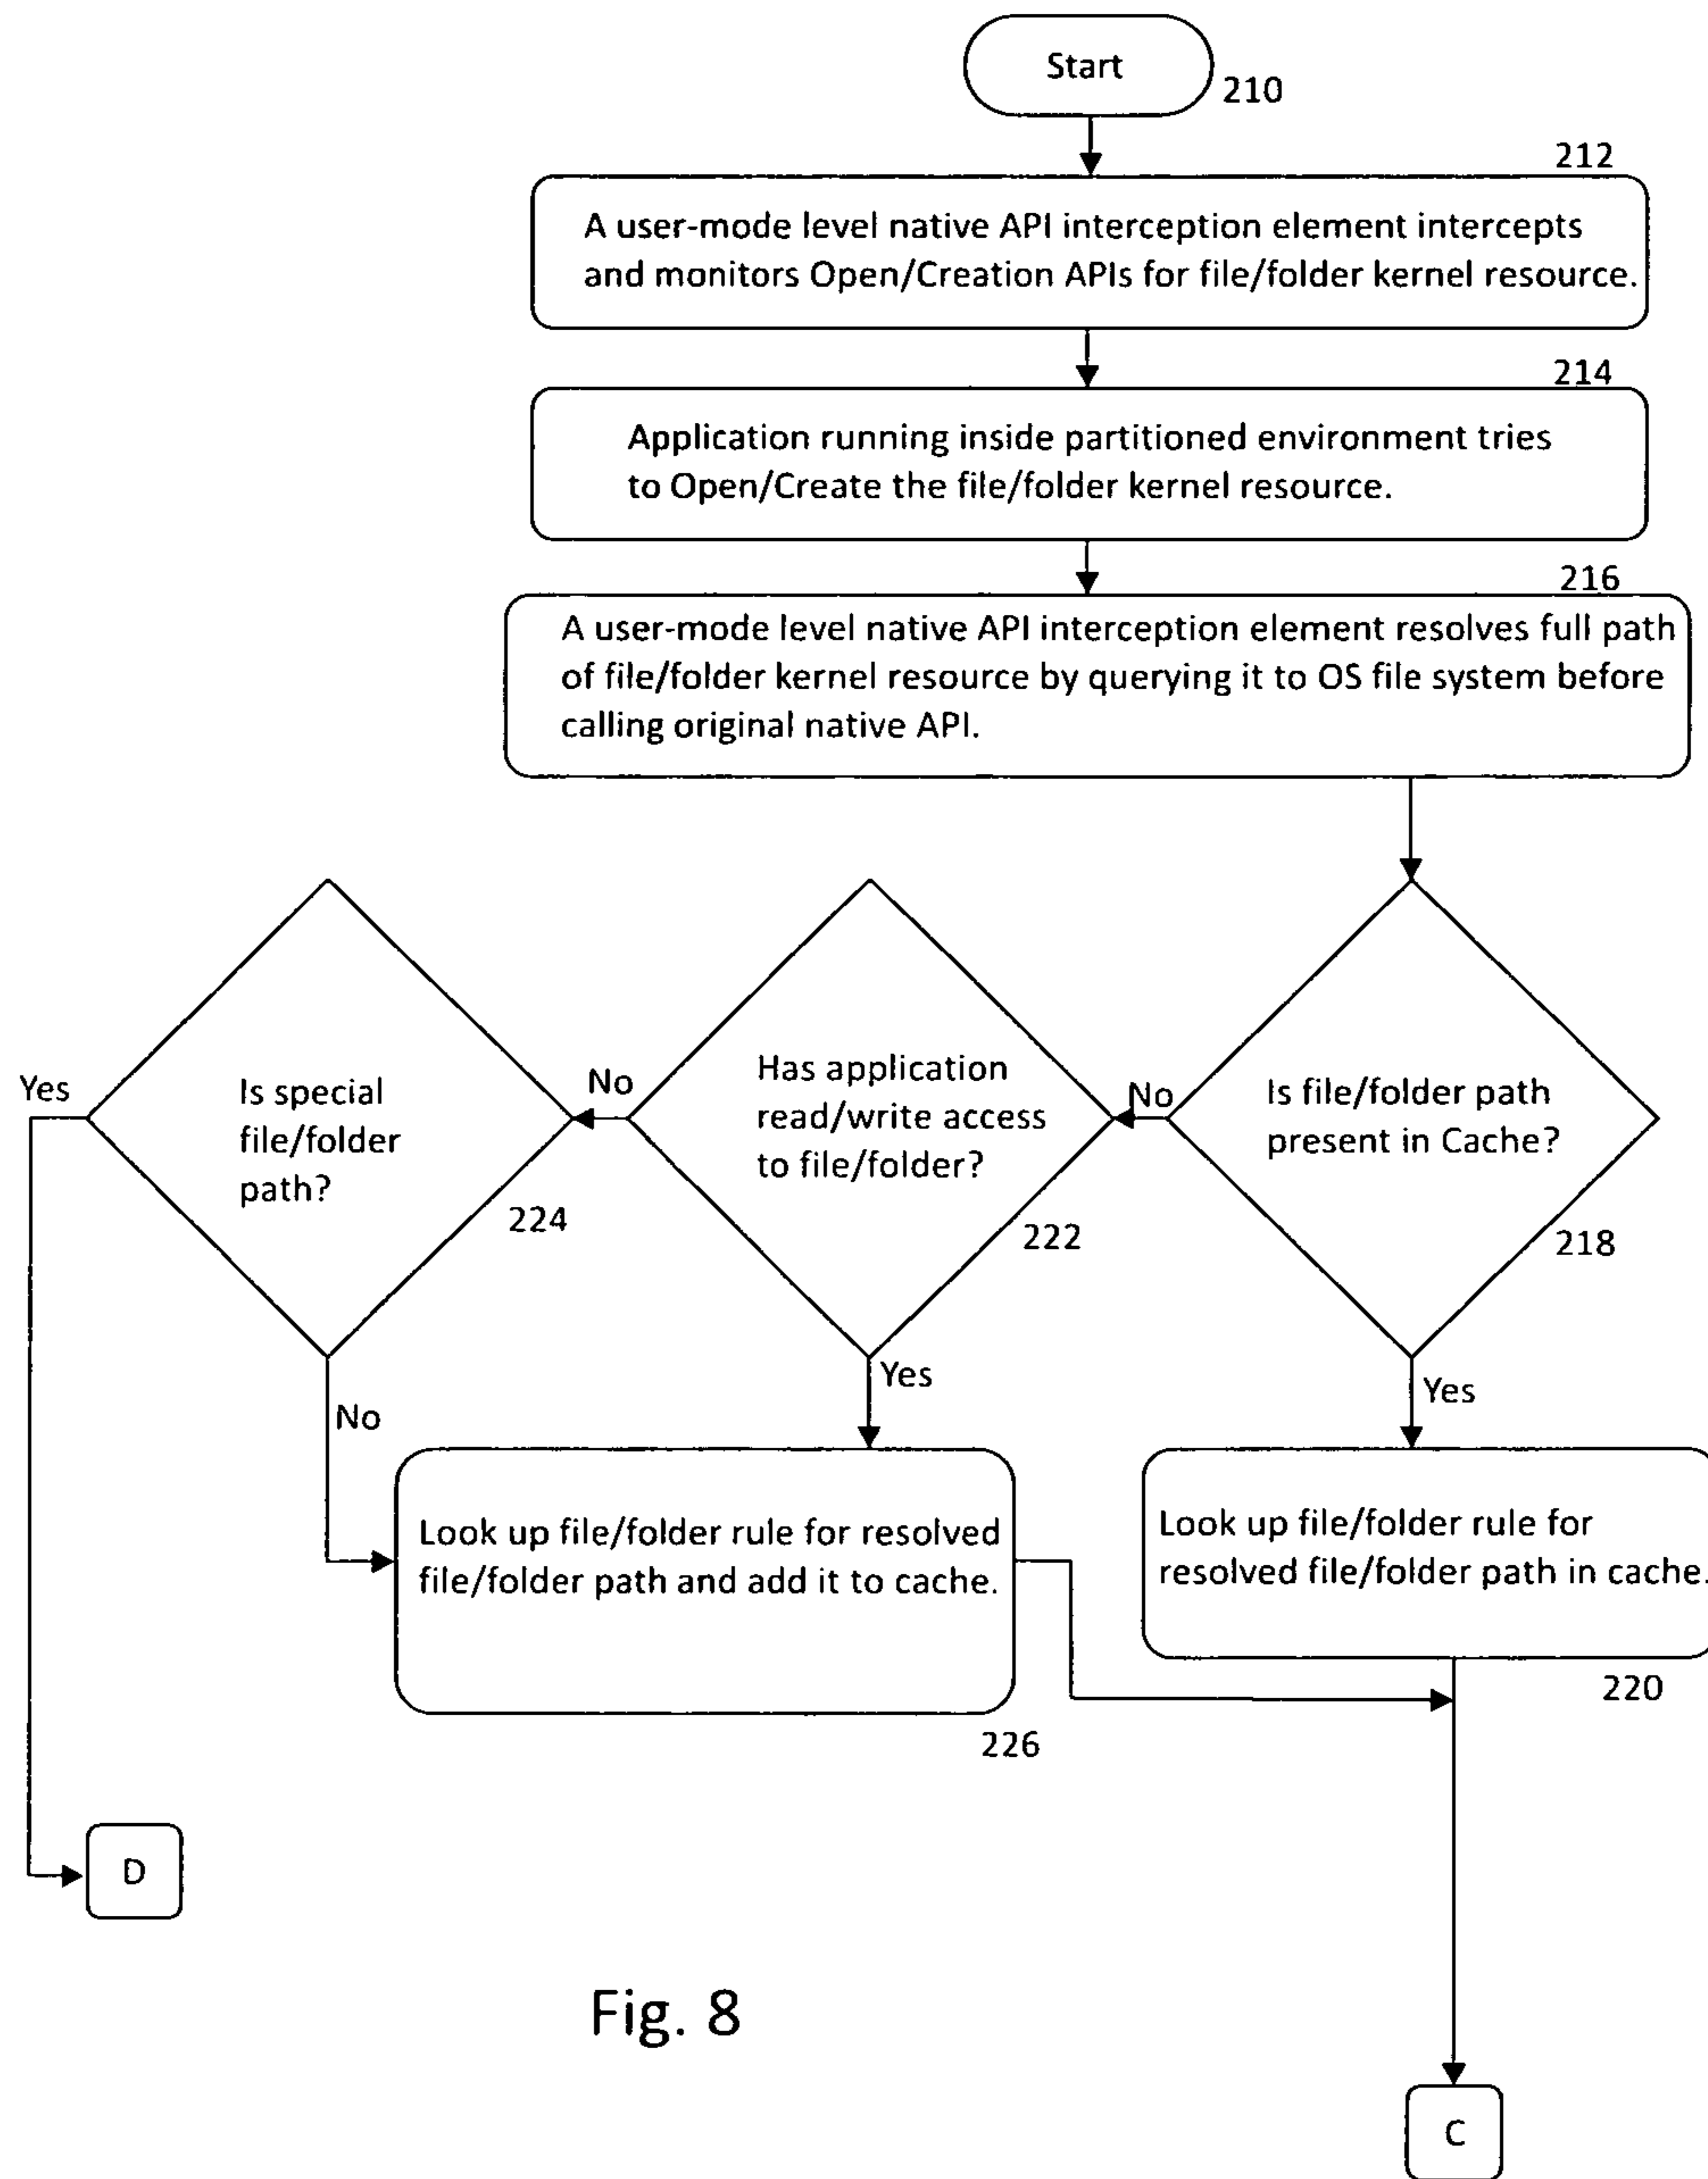 Start
210
212
A user-mode level native API interception element intercepts
and monitors Open/Creation APIs for file/folder kernel resource.
214
Application running inside partitioned environment tries
to Open/Create the file/folder kernel resource.
216
A user-mode level native API interception element resolves full path
of file/folder kernel resource by querying it to OS file system before
calling original native API.
Yes
Is special
file/folder
path?
224
No
No
Has application
read/write access
to file/folder?
222
Yes
No
Is file/folder path
present in Cache?
218
Yes
Look up file/folder rule for resolved
file/folder path and add it to cache.
226
Look up file/folder rule for
resolved file/folder path in cache.
220
D
Fig. 8
C